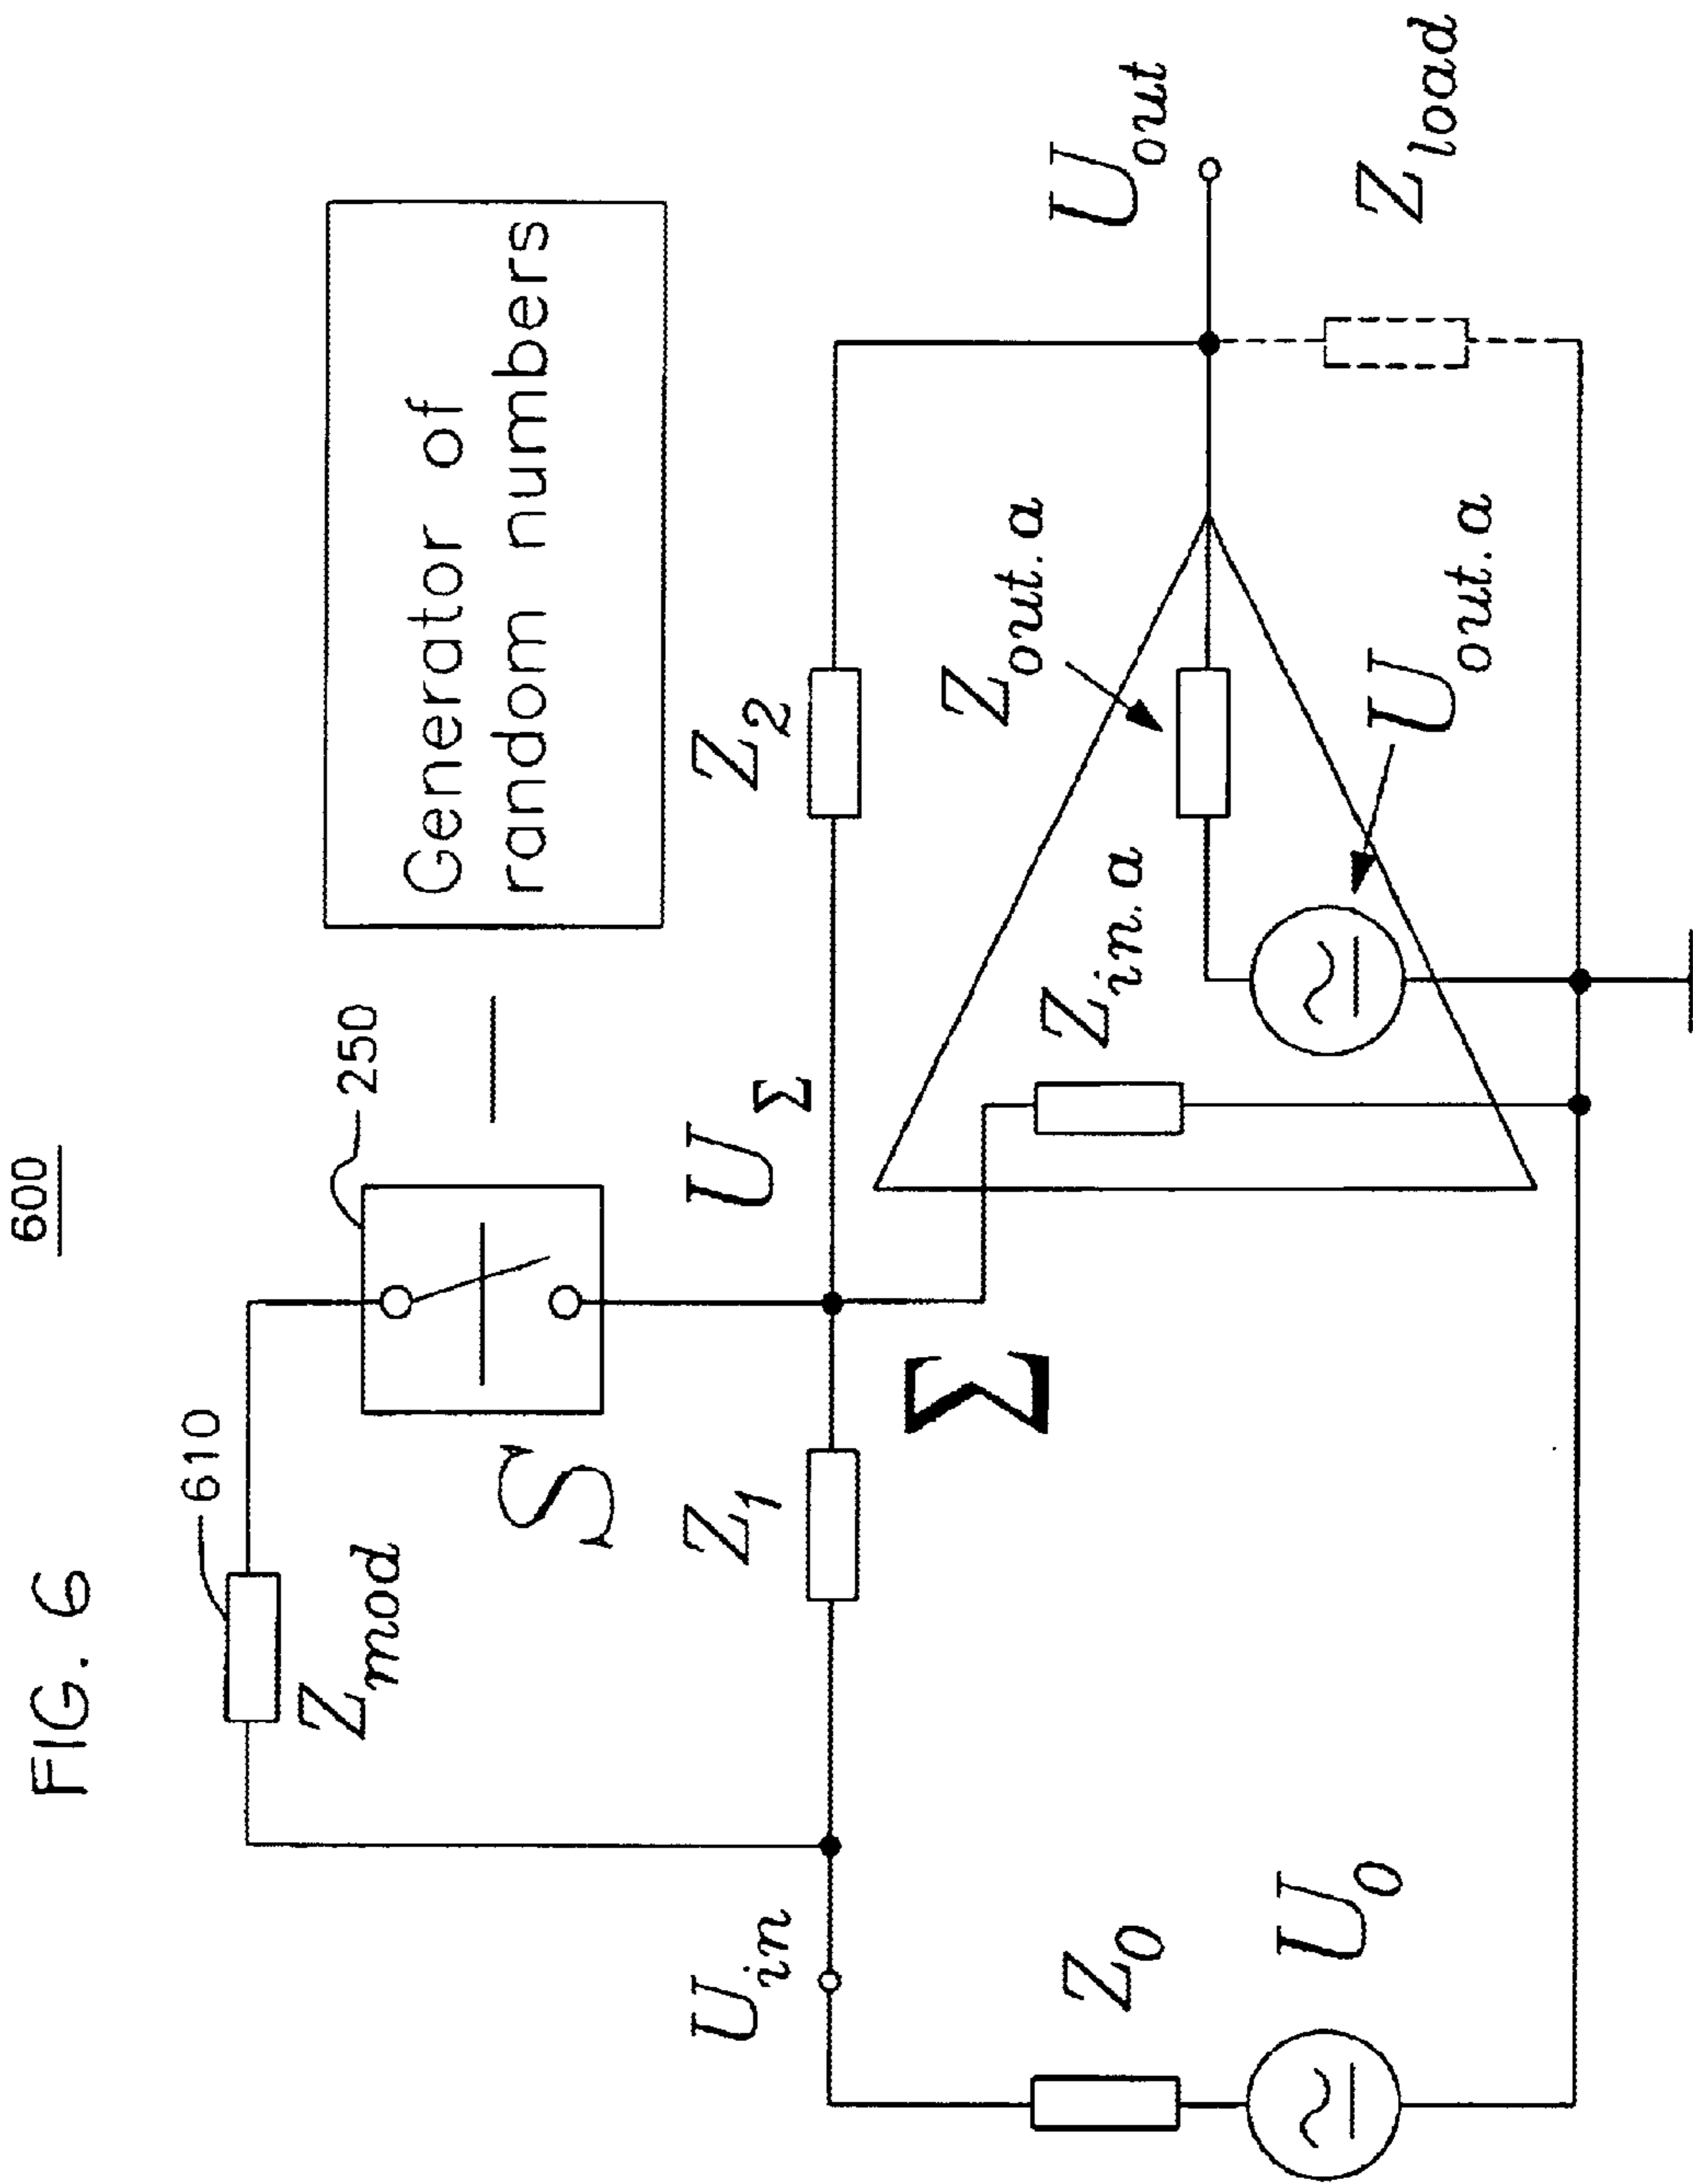 600
FIG. 6
610
Z_mod
250
S
Generator of
random numbers
U_in
Z_1
U_Σ
Z_2
Σ
Z_0
U_0
Z_in.a
Z_out.a
U_out.a
U_out
Z_load